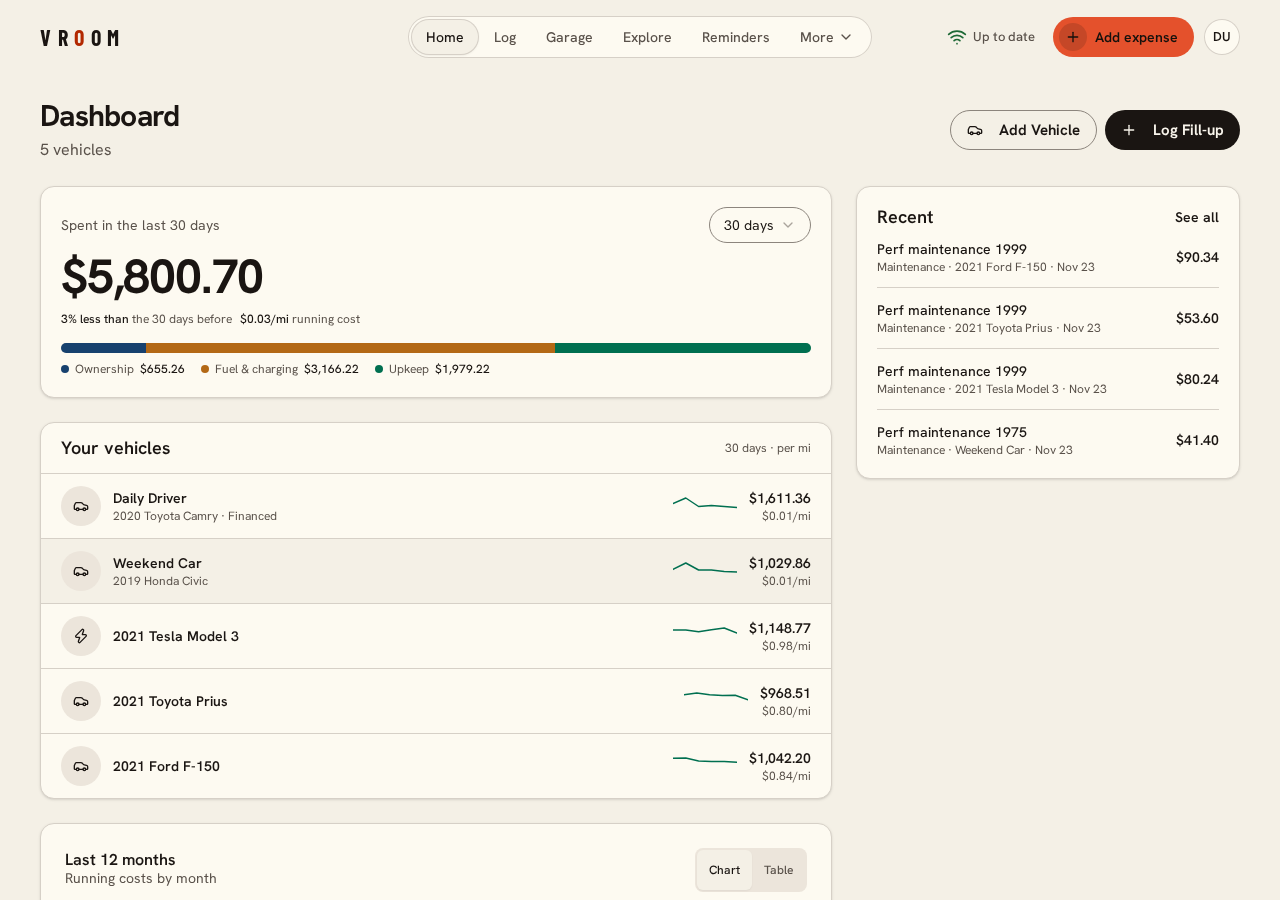 VROOM
Home
Log
Garage
Explore
Reminders
More
Up to date
Add expense
DU
Dashboard
5 vehicles
Add Vehicle
Log Fill-up
Spent in the last 30 days
30 days
$5,800.70
3% less than the 30 days before $0.03/mi running cost
Ownership $655.26
Fuel & charging $3,166.22
Upkeep $1,979.22
Recent
See all
Perf maintenance 1999
Maintenance · 2021 Ford F-150 · Nov 23
$90.34
Perf maintenance 1999
Maintenance · 2021 Toyota Prius · Nov 23
$53.60
Perf maintenance 1999
Maintenance · 2021 Tesla Model 3 · Nov 23
$80.24
Perf maintenance 1975
Maintenance · Weekend Car · Nov 23
$41.40
Your vehicles
30 days · per mi
Daily Driver
2020 Toyota Camry · Financed
$1,611.36
$0.01/mi
Weekend Car
2019 Honda Civic
$1,029.86
$0.01/mi
2021 Tesla Model 3
$1,148.77
$0.98/mi
2021 Toyota Prius
$968.51
$0.80/mi
2021 Ford F-150
$1,042.20
$0.84/mi
Last 12 months
Running costs by month
Chart
Table